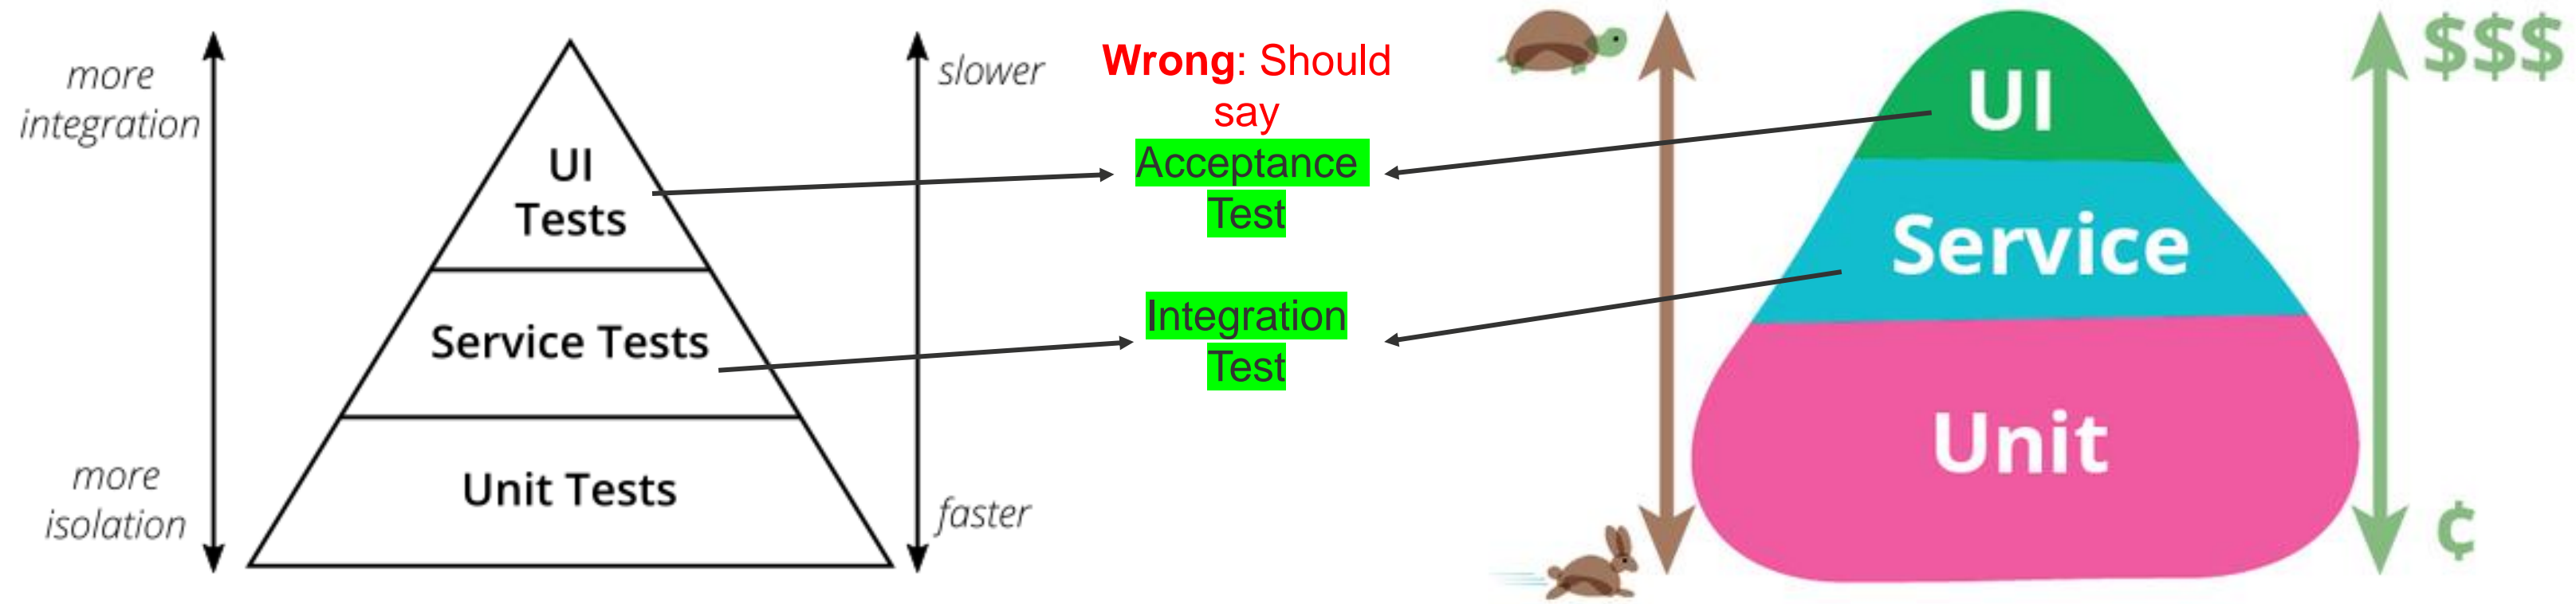 more
integration
more
isolation
UI
Tests
Service Tests
Unit Tests
slower
faster
Wrong: Should
say
Acceptance
Test
Integration
Test
UI
Service
Unit
$$$
¢